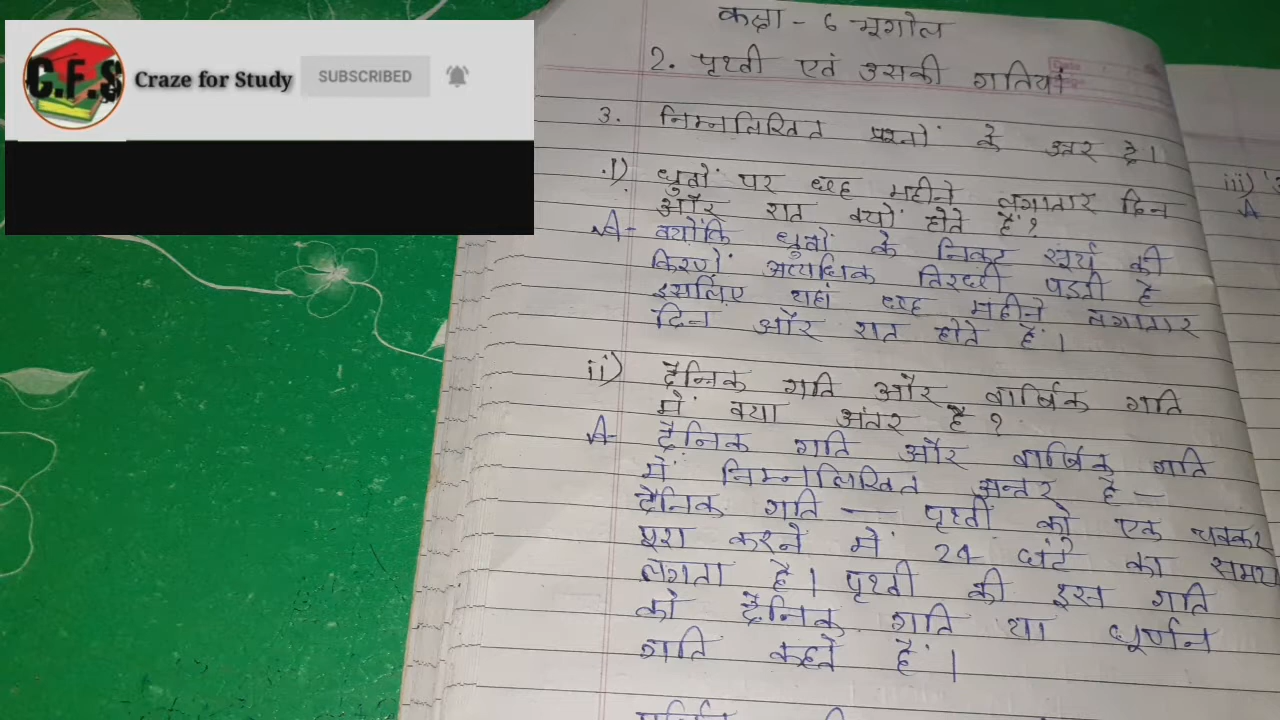 C.F.S
Craze for Study
SUBSCRIBED
कक्षा - 6 भूगोल
2. पृथ्वी एवं उसकी गतियां
3. निम्नलिखित प्रश्नों के उत्तर दे।
i) ध्रुवों पर छह महीने लगातार दिन
और रात क्यों होते हैं?
A- क्योंकि ध्रुवों के निकट सूर्य की
किरणें अत्यधिक तिरछी पड़ती है
इसलिए यहां छह महीने लगातार
दिन और रात होते हैं।
ii) दैनिक गति और वार्षिक गति
में क्या अंतर है?
A- दैनिक गति और वार्षिक गति
में निम्नलिखित अन्तर है -
दैनिक गति — पृथ्वी को एक चक्कर
पूरा करने में 24 घंटे का समय
लगता है। पृथ्वी की इस गति
को दैनिक गति या घूर्णन
गति कहते हैं।
iii)
A